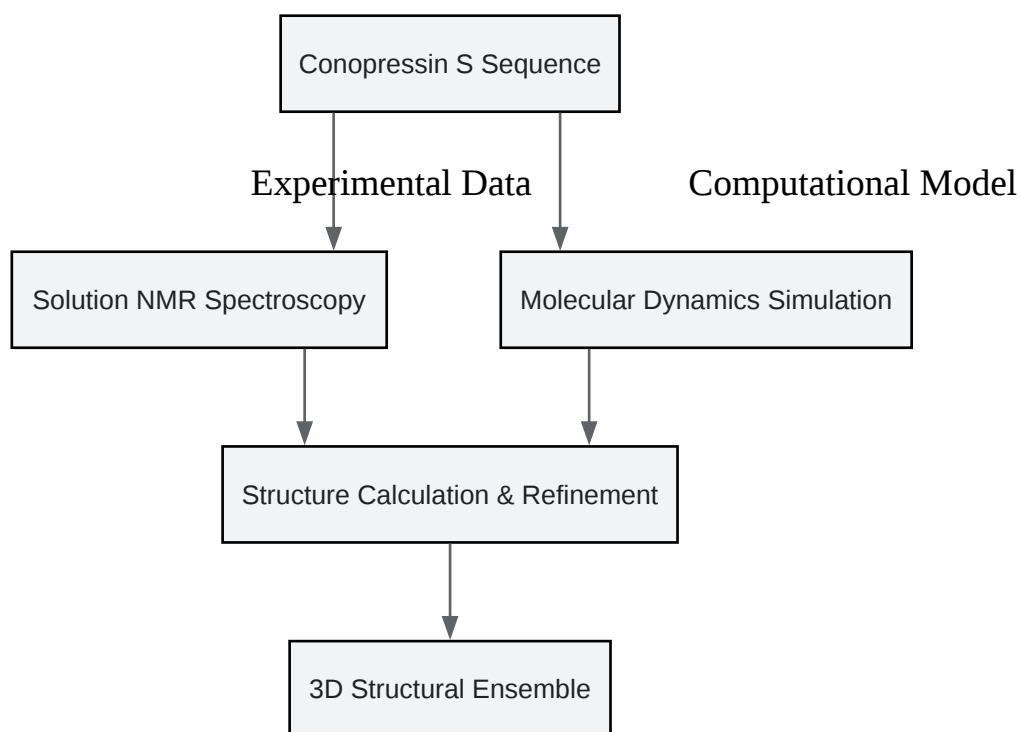 Conopressin S Sequence
Experimental Data
Computational Model
Solution NMR Spectroscopy
Molecular Dynamics Simulation
Structure Calculation & Refinement
3D Structural Ensemble